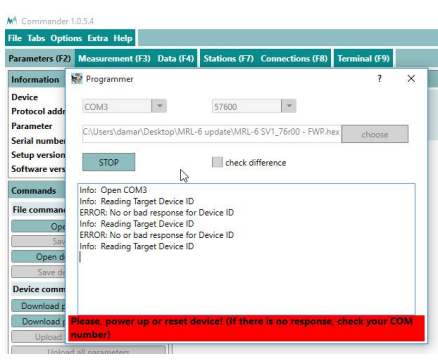 Commander 1.0.5.4
File Tabs Options Extra Help
Parameters (F2) Measurement (F3) Data (F4) Stations (F7) Connections (F8) Terminal (F9)
Information
Programmer ? X
Device
Protocol addr
Parameter
Serial number
Setup version
Software vers
COM3 57600
C:\Users\damar\Desktop\MRL-6 update\MRL-6 SV1_76r00 - FWP.hex choose
STOP check difference
Commands
File comman
Ope
Sav
Open d
Save de
Device comm
Download p
Download p
Upload
Upload all parameters
Info: Open COM3
Info: Reading Target Device ID
ERROR: No or bad response for Device ID
Info: Reading Target Device ID
ERROR: No or bad response for Device ID
Info: Reading Target Device ID
Please, power up or reset device! (If there is no response, check your COM
number)